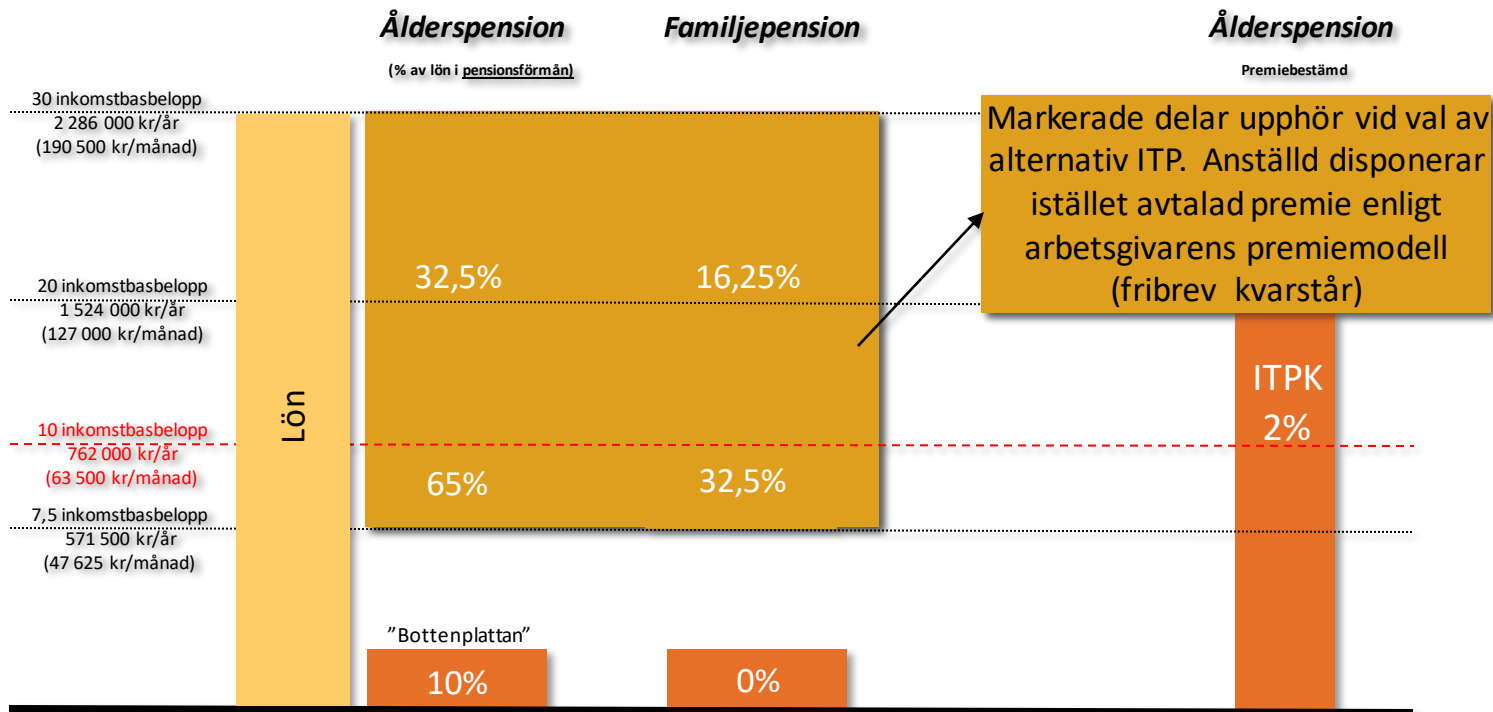 Ålderspension
(% av lön i pensionsförmån)
Familjepension
Ålderspension
Premiebestämd
30 inkomstbasbelopp
2 286 000 kr/år
(190 500 kr/månad)
Markerade delar upphör vid val av
alternativ ITP. Anställd disponerar
istället avtalad premie enligt
arbetsgivarens premiemodell
(fribrev kvarstår)
32,5%
16,25%
20 inkomstbasbelopp
1 524 000 kr/år
(127 000 kr/månad)
Lön
ITPK
2%
10 inkomstbasbelopp
762 000 kr/år
(63 500 kr/månad)
65%
32,5%
7,5 inkomstbasbelopp
571 500 kr/år
(47 625 kr/månad)
”Bottenplattan”
10%
0%